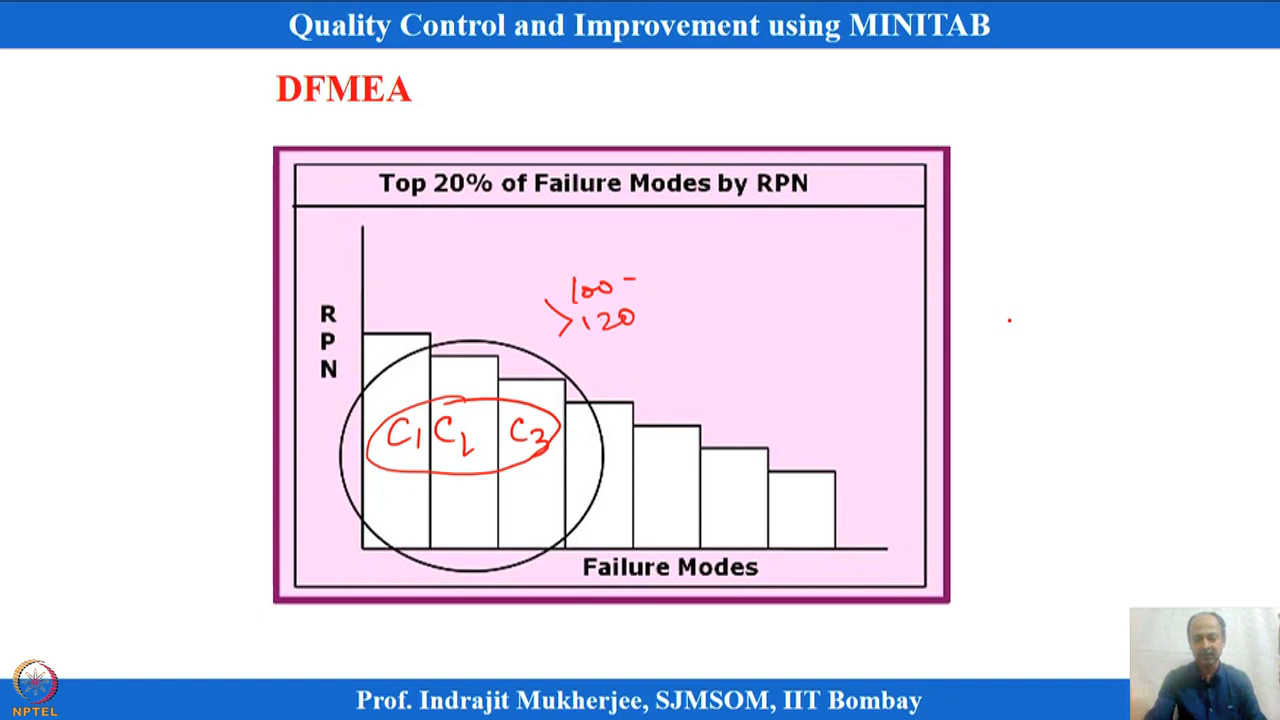 Quality Control and Improvement using MINITAB
DFMEA
Top 20% of Failure Modes by RPN
100 -
>120
R
P
N
C1 C2 C3
Failure Modes
NPTEL
Prof. Indrajit Mukherjee, SJMSOM, IIT Bombay